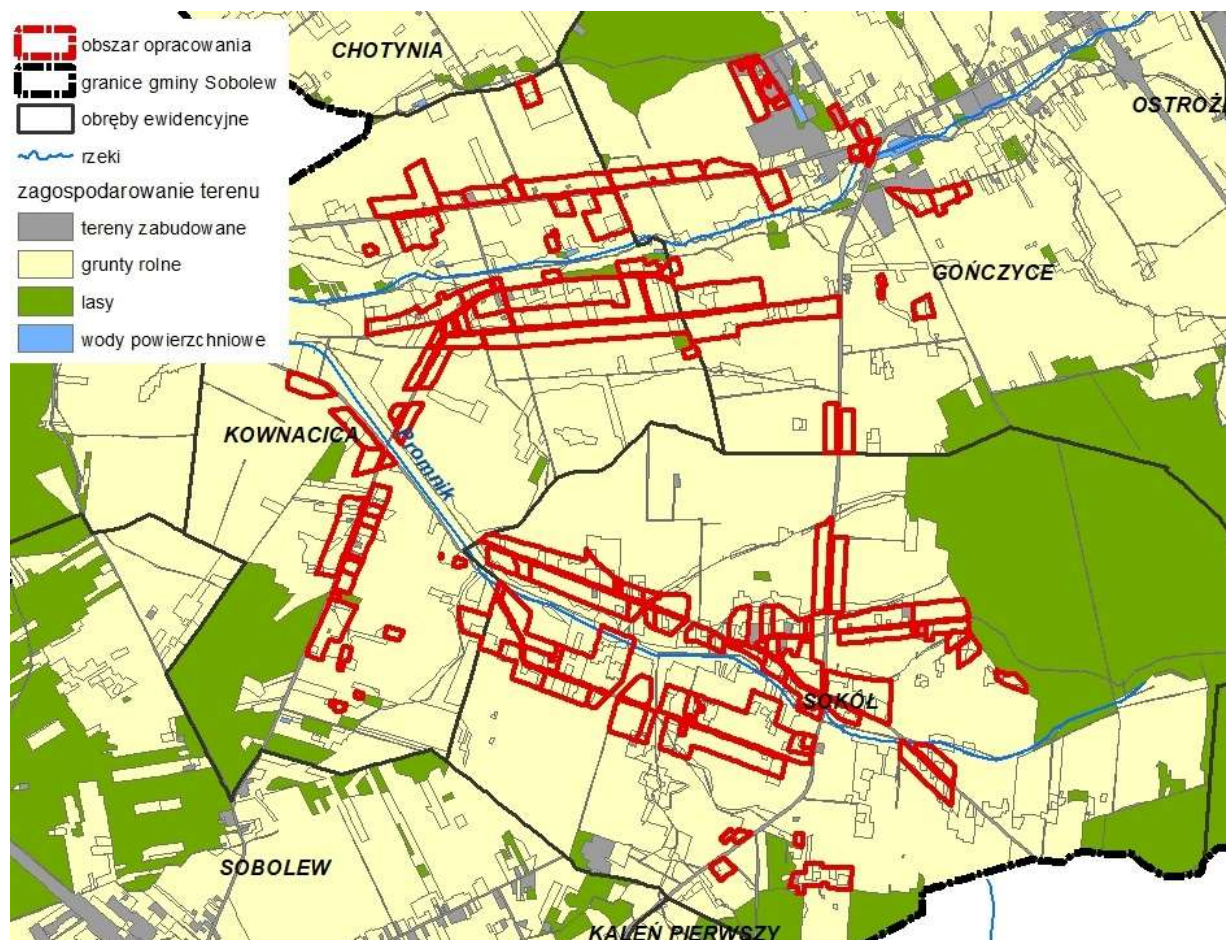 obszar opracowania
granice gminy Sobolew
obręby ewidencyjne
rzeki
zagospodarowanie terenu
tereny zabudowane
grunty rolne
lasy
wody powierzchniowe
CHOTYNIA
GOŃCZYCE
KOWNACICA
Promnik
SOKÓŁ
SOBOLEW
KALEŃ PIERWSZY